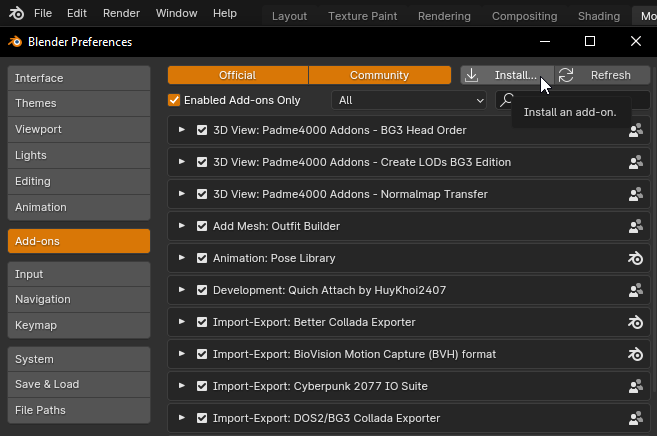 File Edit Render Window Help Layout Texture Paint Rendering Compositing Shading Mo
Blender Preferences
Interface
Themes
Viewport
Lights
Editing
Animation
Add-ons
Input
Navigation
Keymap
System
Save & Load
File Paths
Official Community Install... Refresh
Enabled Add-ons Only All
Install an add-on.
3D View: Padme4000 Addons - BG3 Head Order
3D View: Padme4000 Addons - Create LODs BG3 Edition
3D View: Padme4000 Addons - Normalmap Transfer
Add Mesh: Outfit Builder
Animation: Pose Library
Development: Quich Attach by HuyKhoi2407
Import-Export: Better Collada Exporter
Import-Export: BioVision Motion Capture (BVH) format
Import-Export: Cyberpunk 2077 IO Suite
Import-Export: DOS2/BG3 Collada Exporter